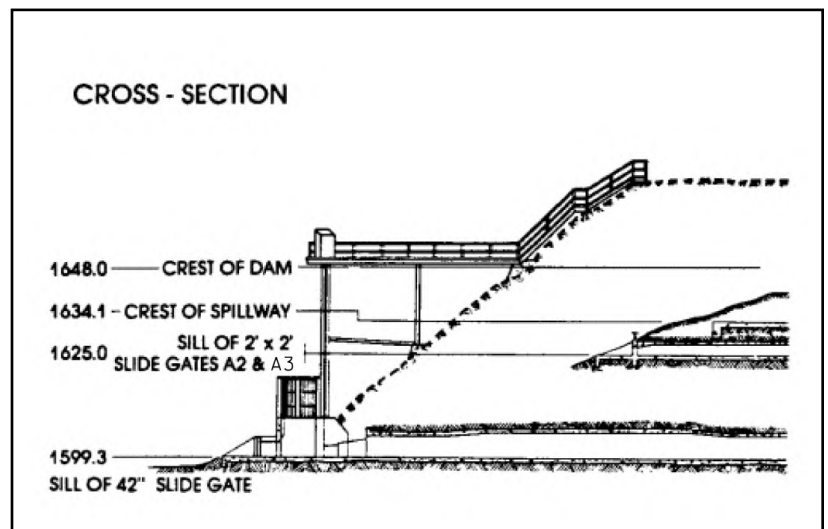 CROSS - SECTION
1648.0 CREST OF DAM
1634.1 - CREST OF SPILLWAY
SILL OF 2' x 2'
1625.0
SLIDE GATES A2 & A3
1599.3
SILL OF 42" SLIDE GATE